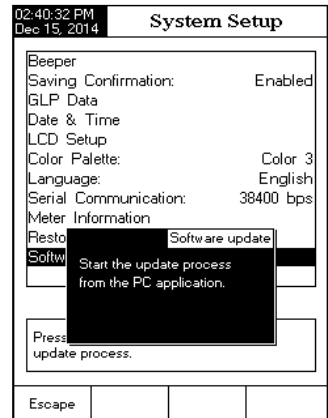 02:40:32 PM
Dec 15, 2014
System Setup
Beeper
Saving Confirmation: Enabled
GLP Data
Date & Time
LCD Setup
Color Palette: Color 3
Language: English
Serial Communication: 38400 bps
Meter Information
Resto
Softw
Software update
Start the update process
from the PC application.
Press
update process.
Escape